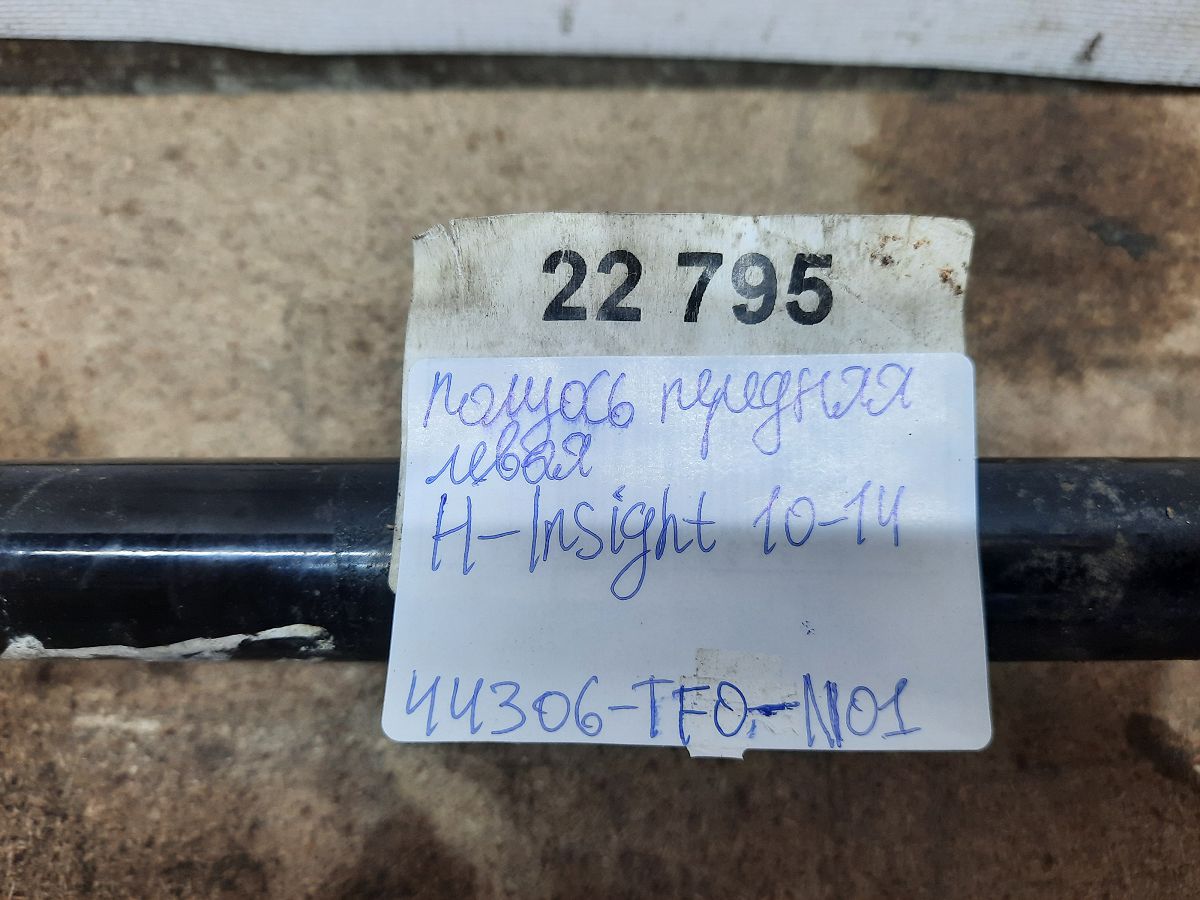 22 795
полуось передняя
левая
H-Insight 10-14
44306-TF0-N01